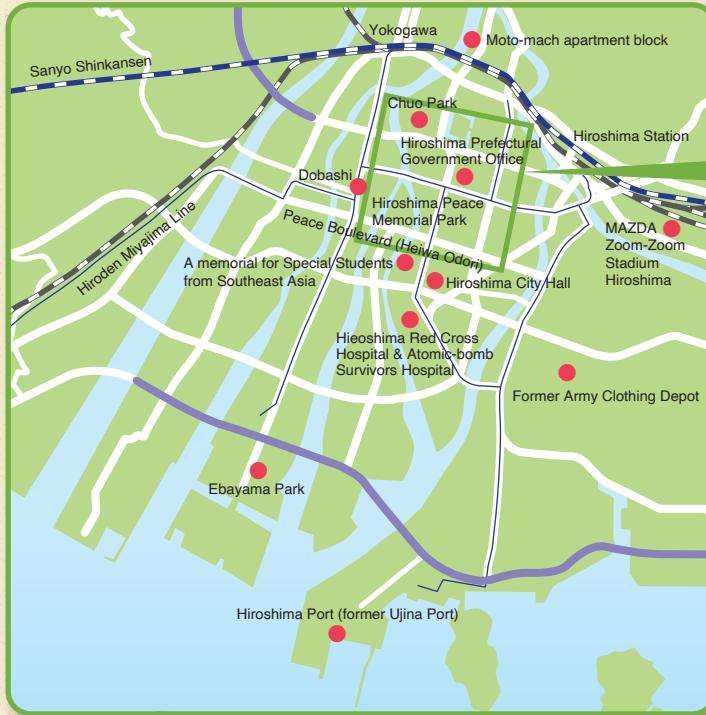 Yokogawa
Moto-mach apartment block
Sanyo Shinkansen
Chuo Park
Hiroshima Station
Hiroshima Prefectural
Government Office
Dobashi
Hiroshima Peace
Memorial Park
Hiroden Miyajima Line
Peace Boulevard (Heiwa Odori)
MAZDA
Zoom-Zoom
Stadium
Hiroshima
A memorial for Special Students
from Southeast Asia
Hiroshima City Hall
Hieoshima Red Cross
Hospital & Atomic-bomb
Survivors Hospital
Former Army Clothing Depot
Ebayama Park
Hiroshima Port (former Ujina Port)